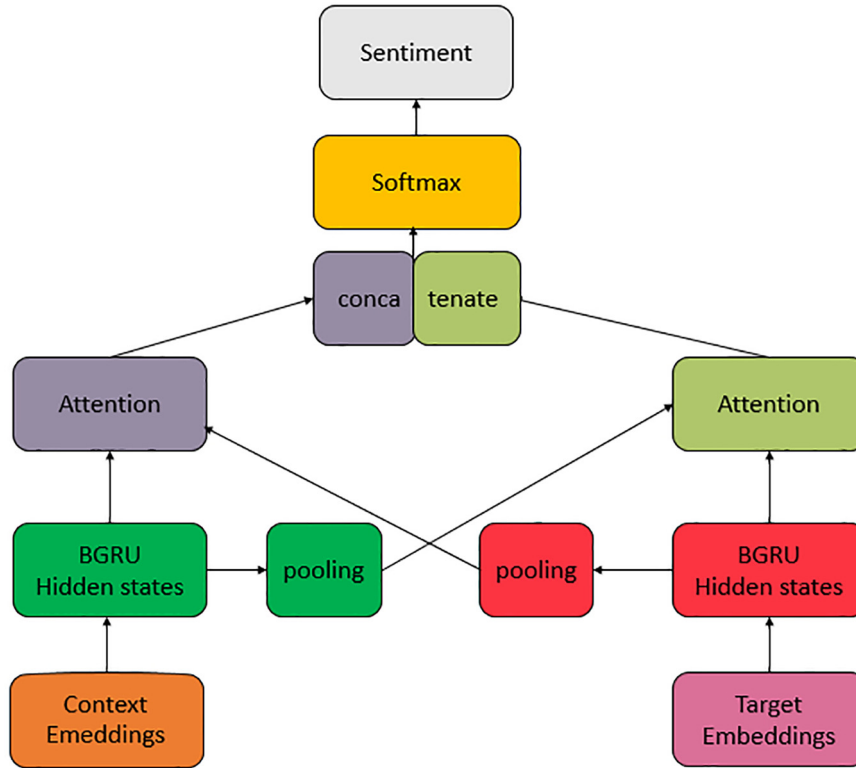 Sentiment
Softmax
conca tenate
Attention
Attention
BGRU
Hidden states
pooling
pooling
BGRU
Hidden states
Context
Emeddings
Target
Embeddings